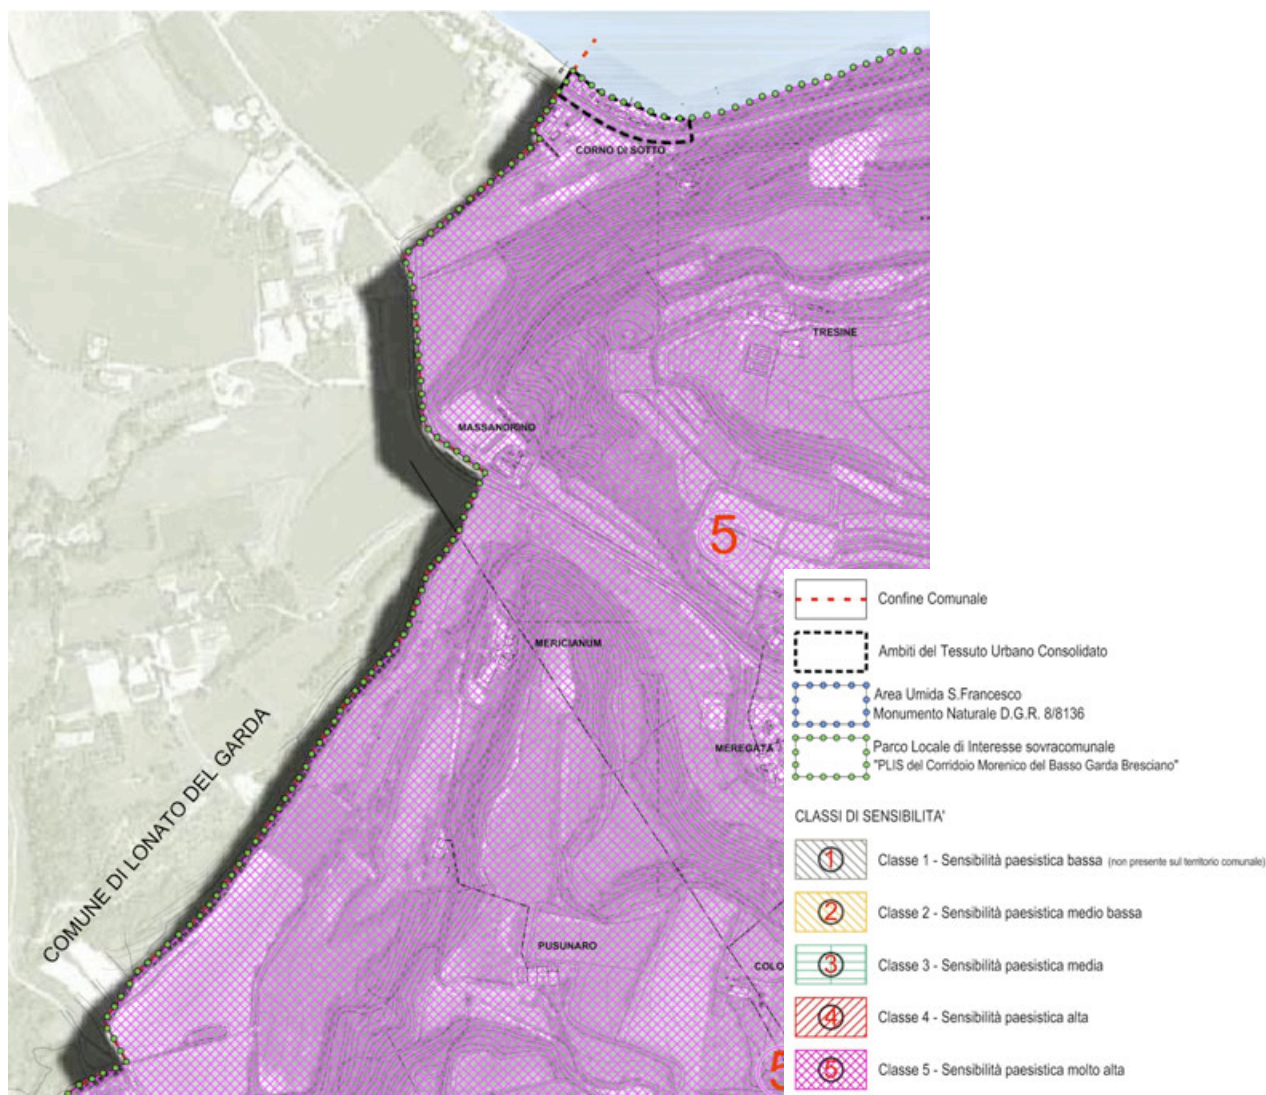 CORNO DI SOTTO
TRESINE
MASSANDRINO
5
MERICIANUM
MEREGATA
COMUNE DI LONATO DEL GARDA
PUSUNARO
COLO
5
Confine Comunale
Ambiti del Tessuto Urbano Consolidato
Area Umida S.Francesco
Monumento Naturale D.G.R. 8/8136
Parco Locale di Interesse sovracomunale
"PLIS del Corridoio Morenico del Basso Garda Bresciano"
CLASSI DI SENSIBILITA'
1 Classe 1 - Sensibilità paesistica bassa (non presente sul territorio comunale)
2 Classe 2 - Sensibilità paesistica medio bassa
3 Classe 3 - Sensibilità paesistica media
4 Classe 4 - Sensibilità paesistica alta
5 Classe 5 - Sensibilità paesistica molto alta